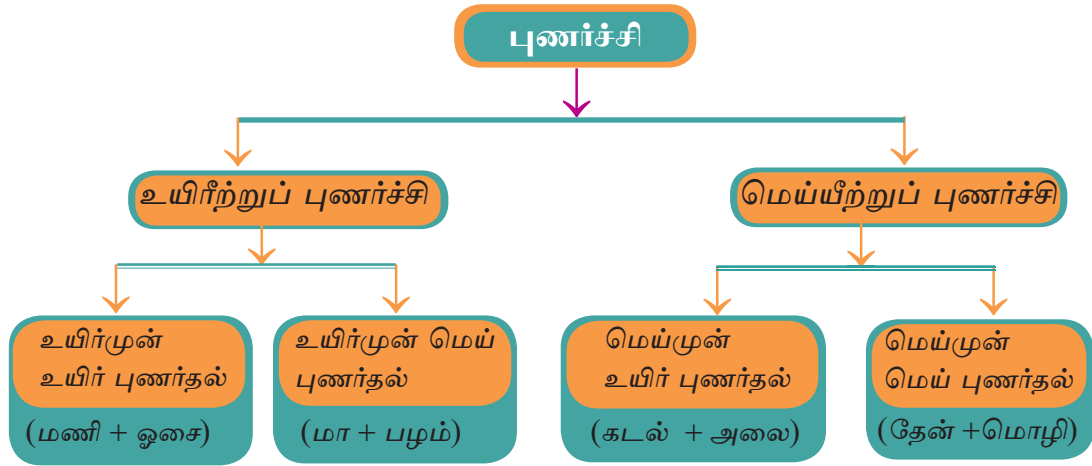 புணர்ச்சி
உயிரீற்றுப் புணர்ச்சி
மெய்யீற்றுப் புணர்ச்சி
உயிர்முன்
உயிர் புணர்தல்
(மணி + ஓசை)
உயிர்முன் மெய்
புணர்தல்
(மா + பழம்)
மெய்முன்
உயிர் புணர்தல்
(கடல் + அலை)
மெய்முன்
மெய் புணர்தல்
(தேன் +மொழி)